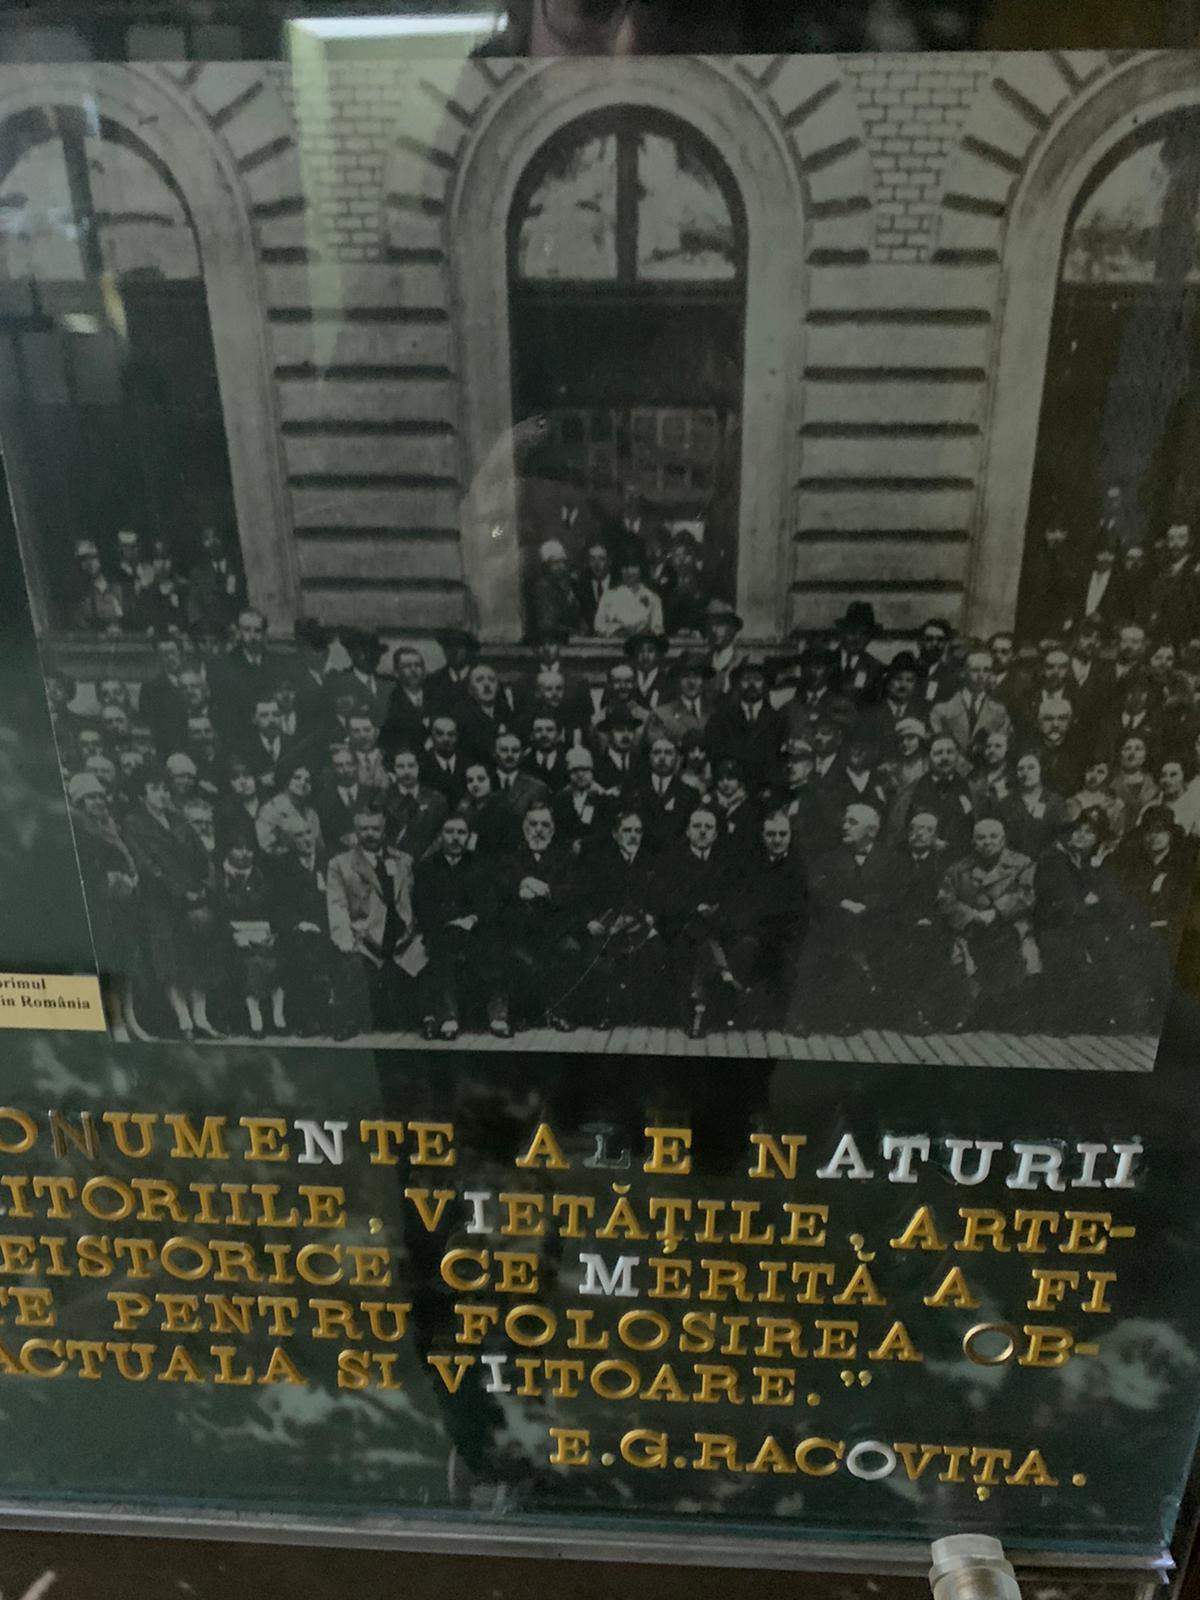 primul
in România
ONUMENTE ALE NATURII
ITORIILE, VIETĂȚILE, ARTE-
EISTORICE CE MERITĂ A FI
TE PENTRU FOLOSIREA OB-
ACTUALA SI VIITOARE.”
E.G.RACOVIȚA.